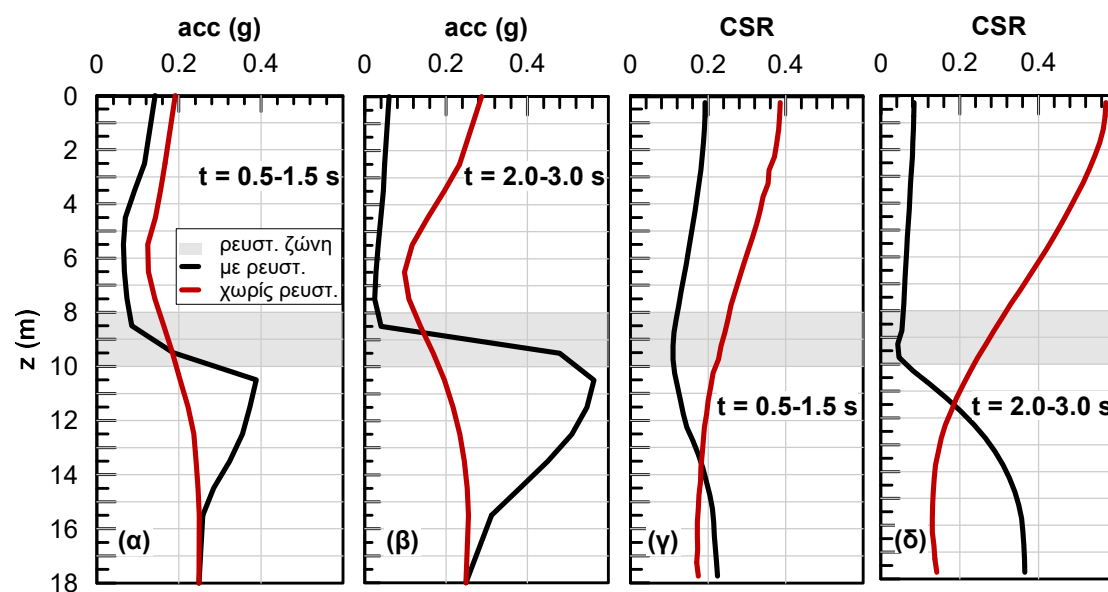 acc (g) acc (g) CSR CSR
0 0.2 0.4 0 0.2 0.4 0 0.2 0.4 0 0.2 0.4
0
2
t = 0.5-1.5 s t = 2.0-3.0 s
4
ρευστ. ζώνη
με ρευστ.
χωρίς ρευστ.
6
8
z (m)
10
t = 0.5-1.5 s t = 2.0-3.0 s
12
14
16
(α) (β) (γ) (δ)
18